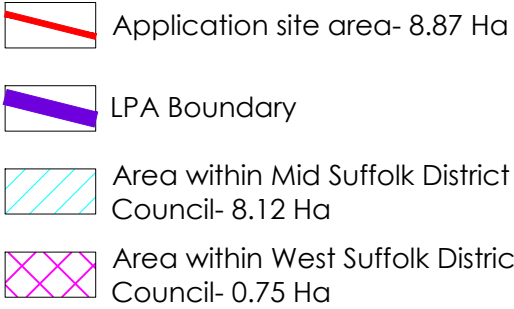 Application site area- 8.87 Ha
LPA Boundary
Area within Mid Suffolk District
Council- 8.12 Ha
Area within West Suffolk Distric
Council- 0.75 Ha